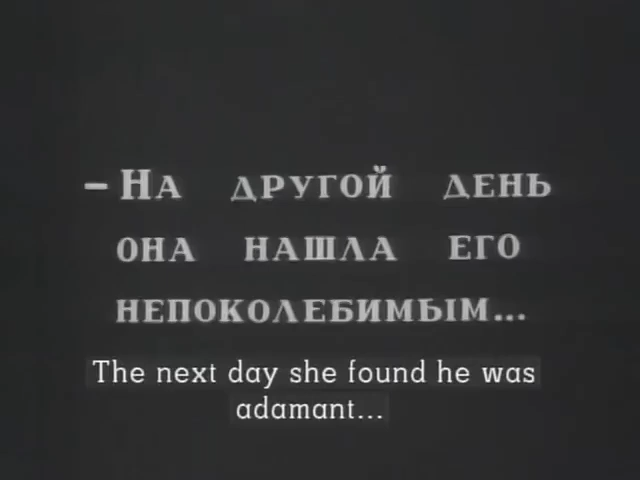 – На другой день
она нашла его
непоколебимым...
The next day she found he was
adamant...